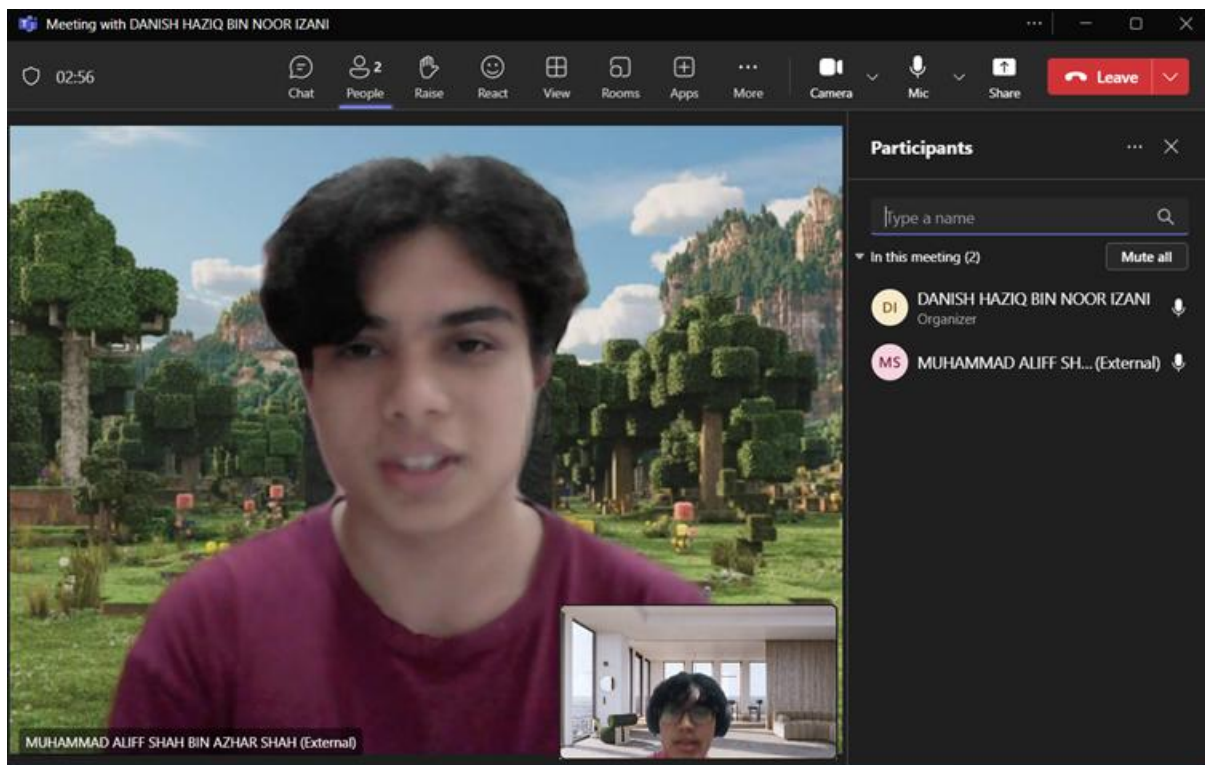 Meeting with DANISH HAZIQ BIN NOOR IZANI
02:56
Chat
People 2
Raise
React
View
Rooms
Apps
More
Camera
Mic
Share
Leave
Participants
Type a name
In this meeting (2)
Mute all
DI
DANISH HAZIQ BIN NOOR IZANI
Organizer
MS
MUHAMMAD ALIFF SH... (External)
MUHAMMAD ALIFF SHAH BIN AZHAR SHAH (External)